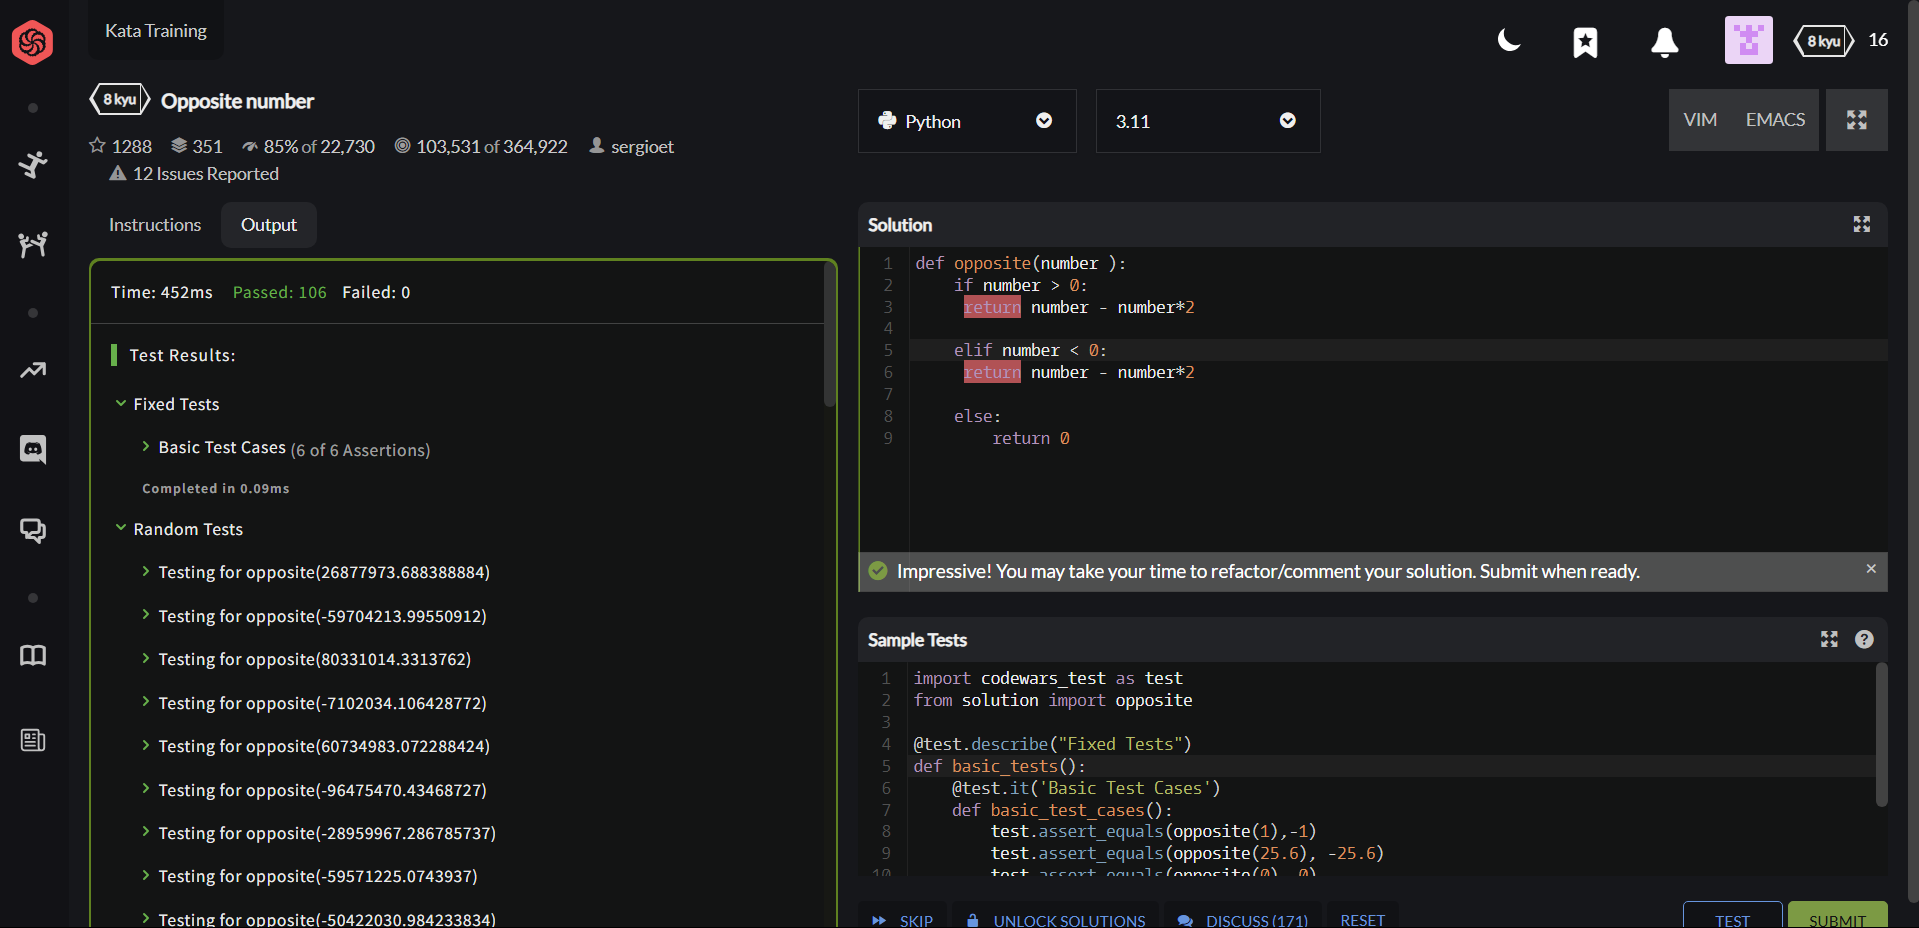 Kata Training
8 kyu
16
8 kyu Opposite number
1288 351 85% of 22,730 103,531 of 364,922 sergioet
12 Issues Reported
Python
3.11
VIM EMACS
Instructions Output
Time: 452ms Passed: 106 Failed: 0
Test Results:
Fixed Tests
Basic Test Cases (6 of 6 Assertions)
Completed in 0.09ms
Random Tests
Testing for opposite(26877973.688388884)
Testing for opposite(-59704213.99550912)
Testing for opposite(80331014.3313762)
Testing for opposite(-7102034.106428772)
Testing for opposite(60734983.072288424)
Testing for opposite(-96475470.43468727)
Testing for opposite(-28959967.286785737)
Testing for opposite(-59571225.0743937)
Testing for opposite(-50422030.984233834)
Solution
1 def opposite(number ):
2 if number > 0:
3 return number - number*2
4
5 elif number < 0:
6 return number - number*2
7
8 else:
9 return 0
Impressive! You may take your time to refactor/comment your solution. Submit when ready.
Sample Tests
1 import codewars_test as test
2 from solution import opposite
3
4 @test.describe("Fixed Tests")
5 def basic_tests():
6 @test.it('Basic Test Cases')
7 def basic_test_cases():
8 test.assert_equals(opposite(1),-1)
9 test.assert_equals(opposite(25.6), -25.6)
10 test.assert_equals(opposite(0), 0)
SKIP UNLOCK SOLUTIONS DISCUSS (171) RESET TEST SUBMIT